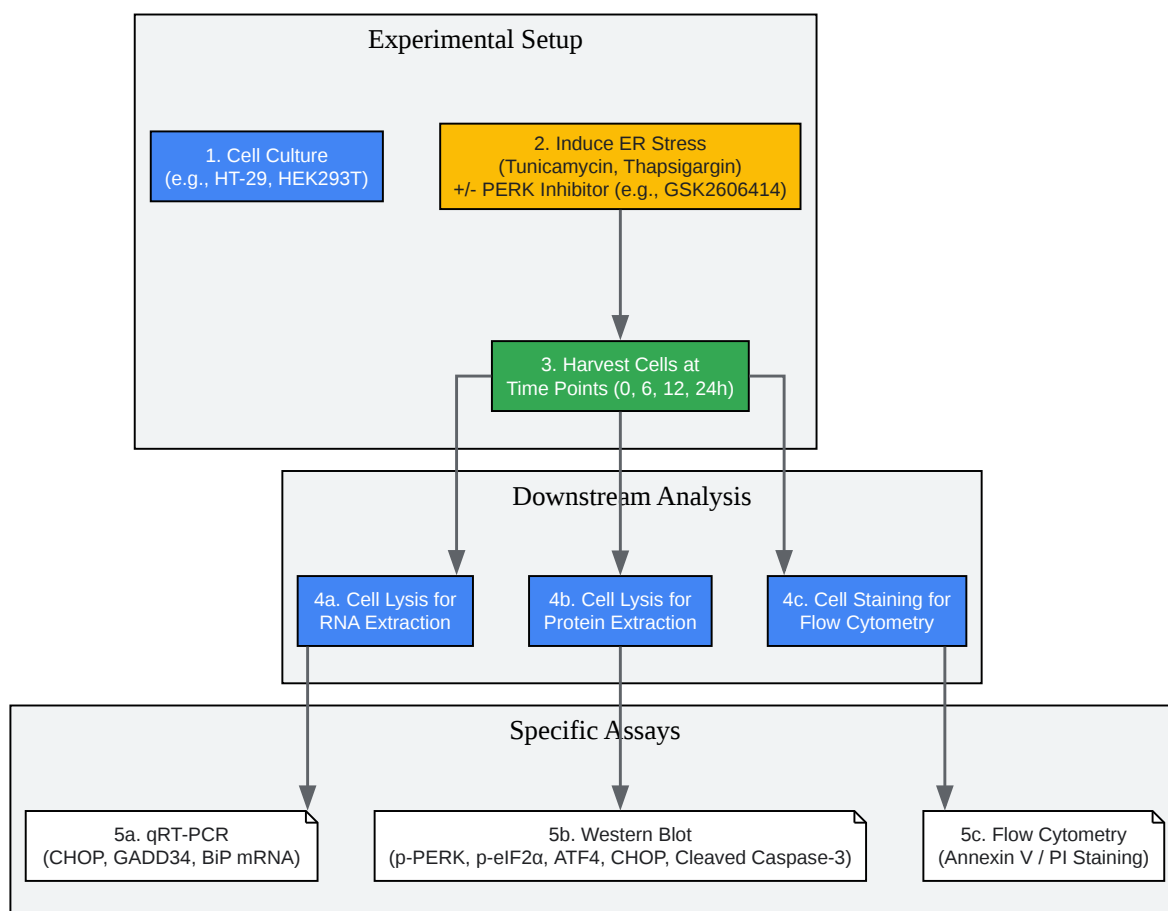 Experimental Setup
1. Cell Culture
(e.g., HT-29, HEK293T)
2. Induce ER Stress
(Tunicamycin, Thapsigargin)
+/- PERK Inhibitor (e.g., GSK2606414)
3. Harvest Cells at
Time Points (0, 6, 12, 24h)
Downstream Analysis
4a. Cell Lysis for
RNA Extraction
4b. Cell Lysis for
Protein Extraction
4c. Cell Staining for
Flow Cytometry
Specific Assays
5a. qRT-PCR
(CHOP, GADD34, BiP mRNA)
5b. Western Blot
(p-PERK, p-eIF2α, ATF4, CHOP, Cleaved Caspase-3)
5c. Flow Cytometry
(Annexin V / PI Staining)